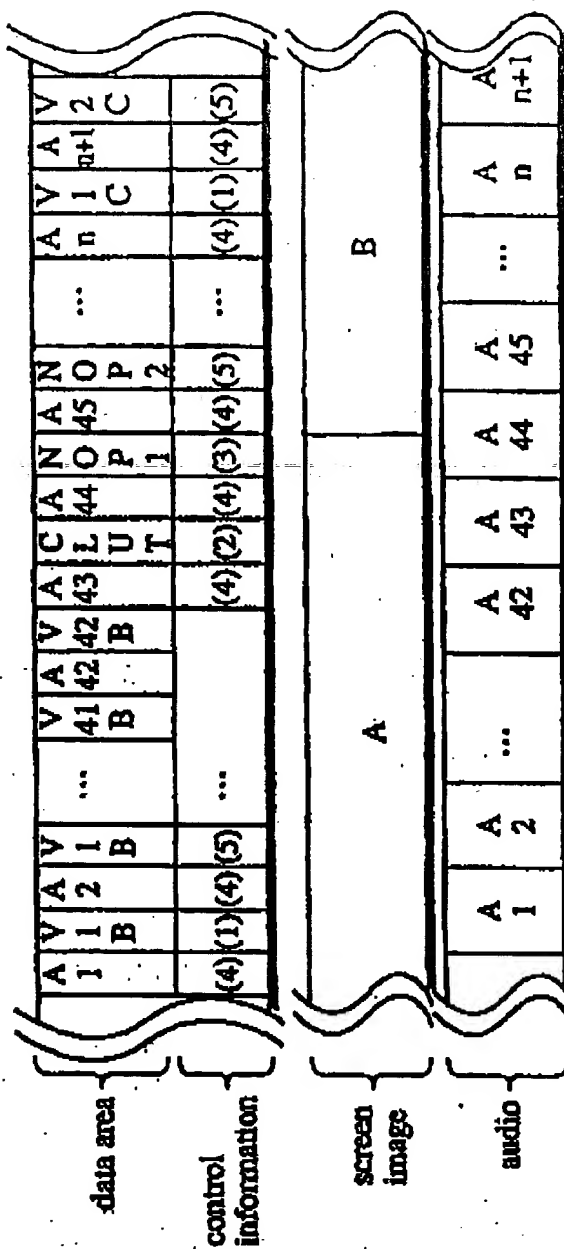 data area
A 1
V 1 B
A 2
V 1 B
...
V 41 B
A 42
V 42 B
A 43
C L U T
A 44
N O P 1
A 45
N O P 2
...
A n
V 1 C
A n+1
V 2 C
control information
(4) (1) (4) (5) ... (4) (2) (4) (3) (4) (5) ... (4) (1) (4) (5)
screen image
A
B
audio
A 1
A 2
...
A 42
A 43
A 44
A 45
...
A n
A n+1